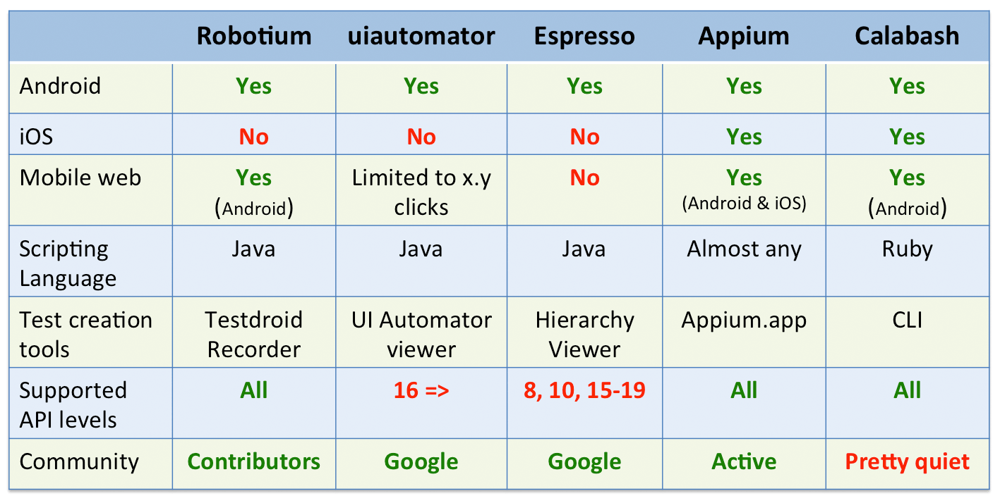 Robotium uiautomator Espresso Appium Calabash
Android Yes Yes Yes Yes Yes
iOS No No No Yes Yes
Mobile web Yes Limited to x.y No Yes Yes
(Android) clicks (Android & iOS) (Android)
Scripting Java Java Java Almost any Ruby
Language
Test creation Testdroid UI Automator Hierarchy Appium.app CLI
tools Recorder viewer Viewer
Supported All 16 => 8, 10, 15-19 All All
API levels
Community Contributors Google Google Active Pretty quiet